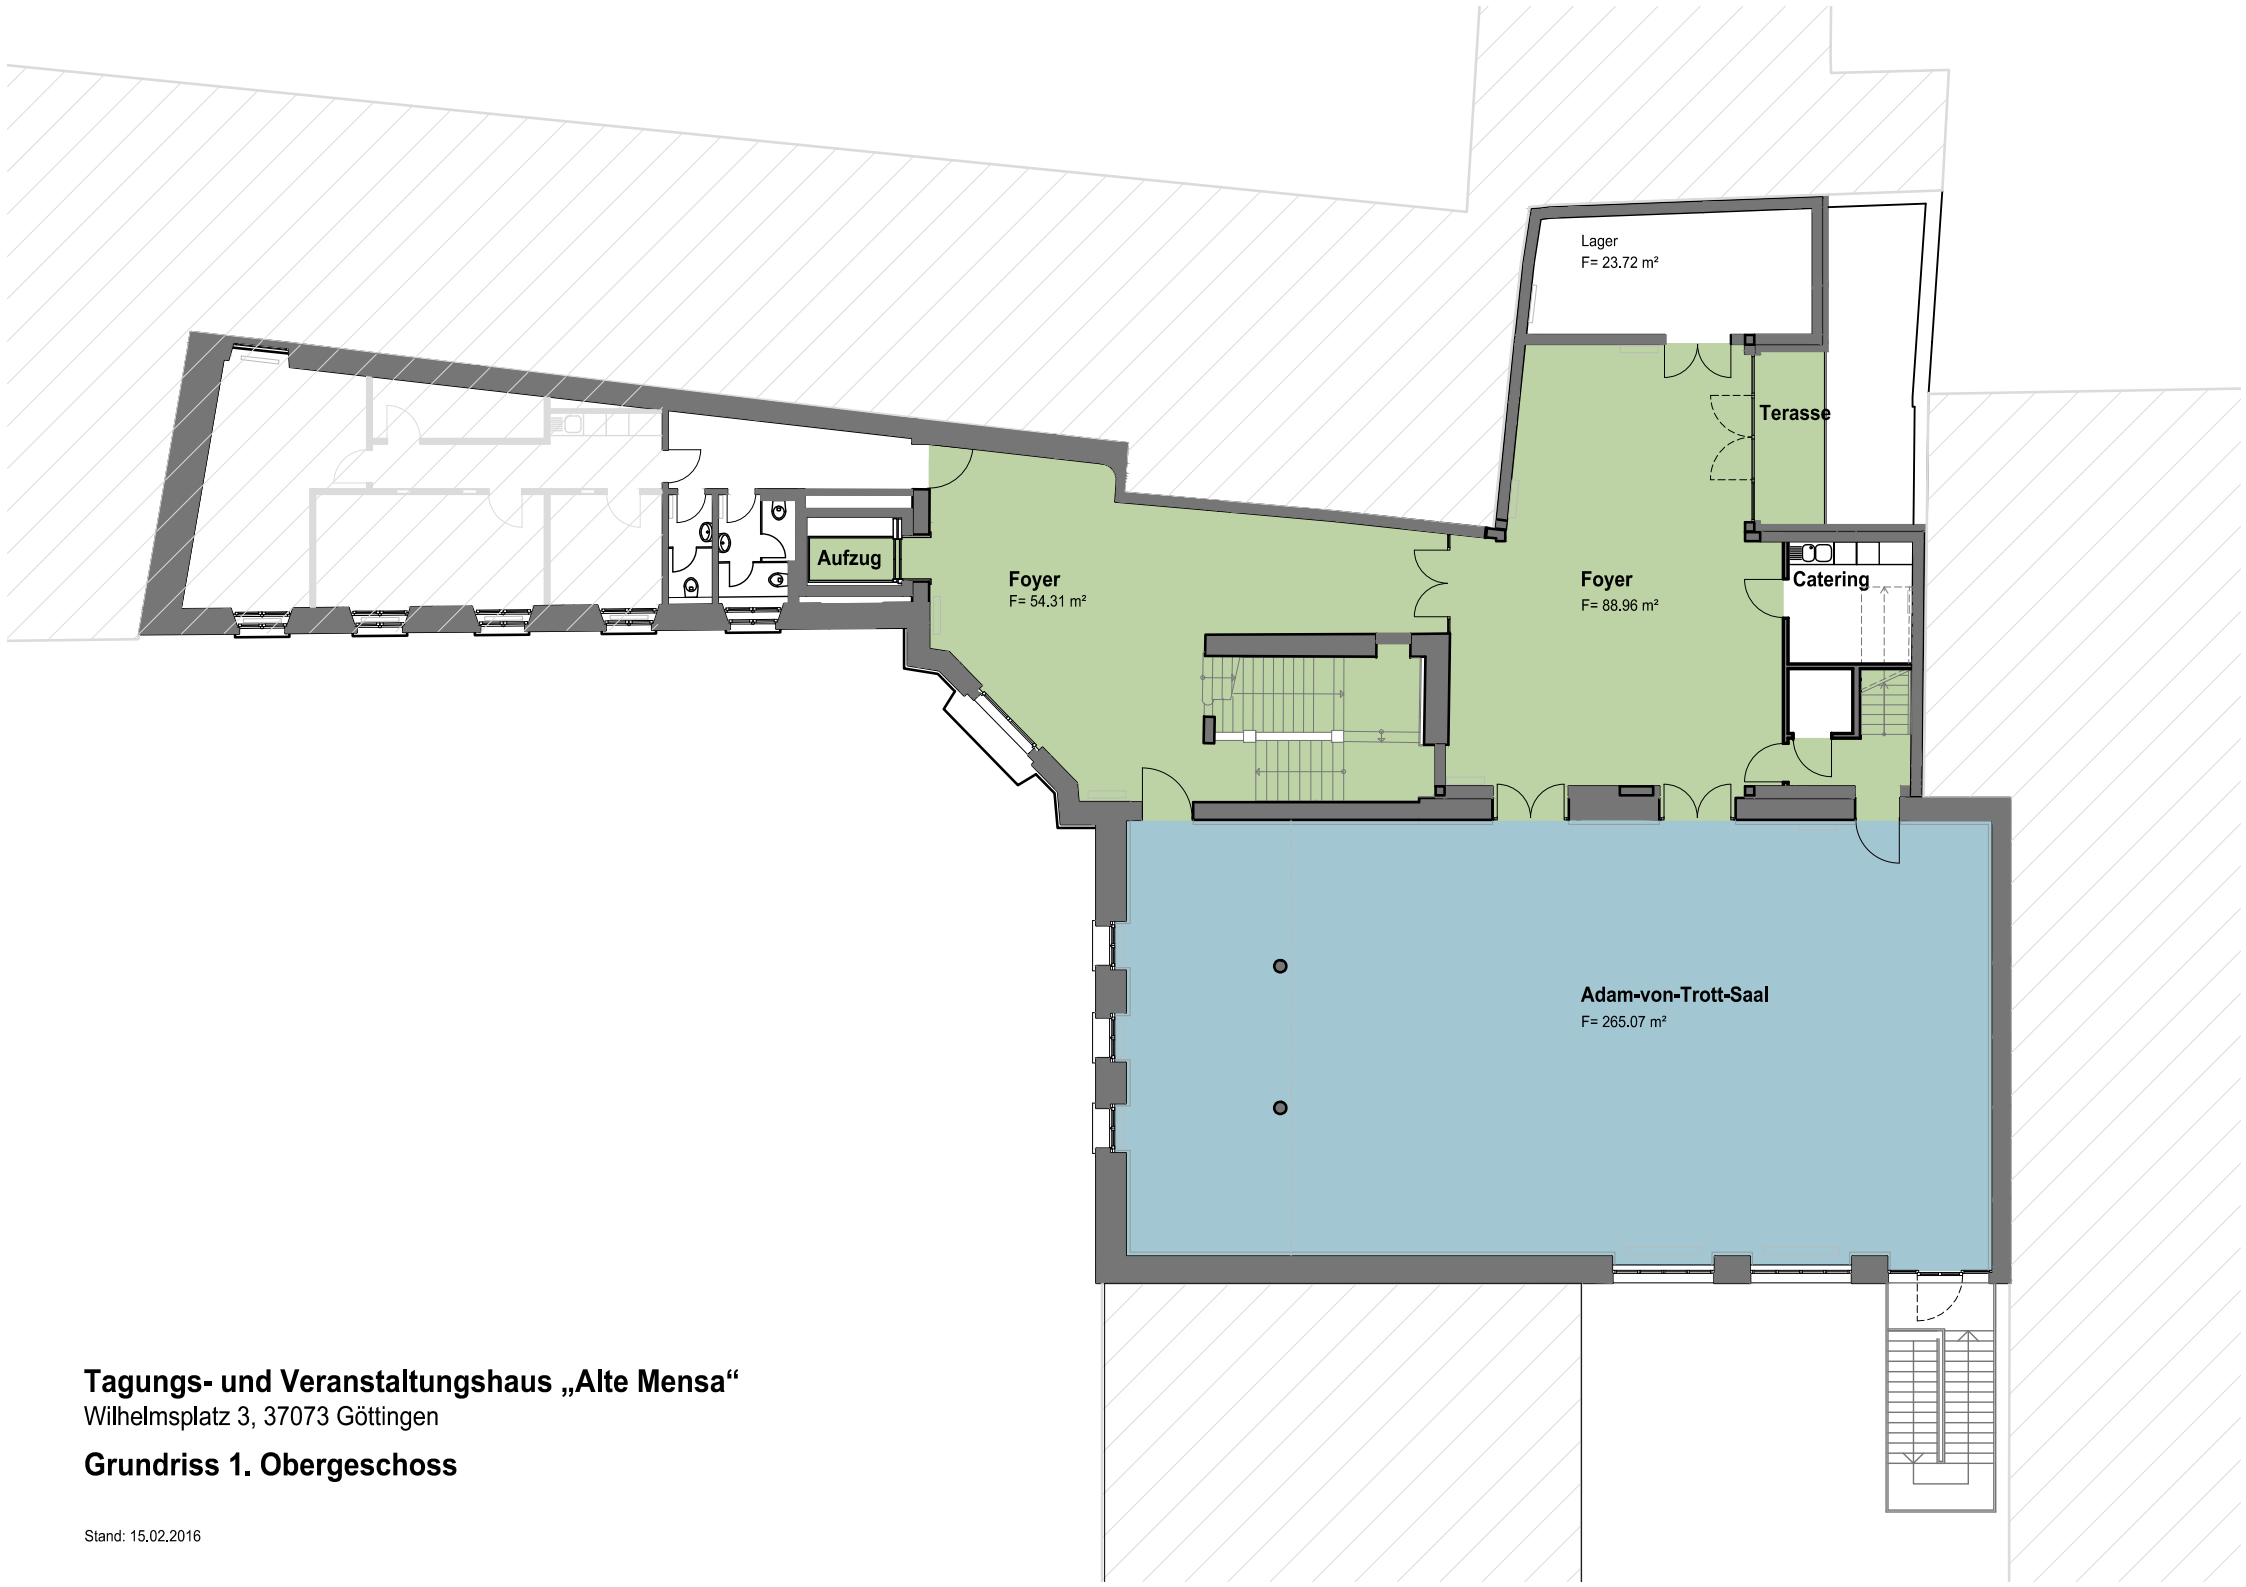 Lager
F= 23.72 m²
Terasse
Aufzug
Foyer
F= 54.31 m²
Foyer
F= 88.96 m²
Catering
Adam-von-Trott-Saal
F= 265.07 m²
Tagungs- und Veranstaltungshaus „Alte Mensa“
Wilhelmsplatz 3, 37073 Göttingen
Grundriss 1. Obergeschoss
Stand: 15.02.2016